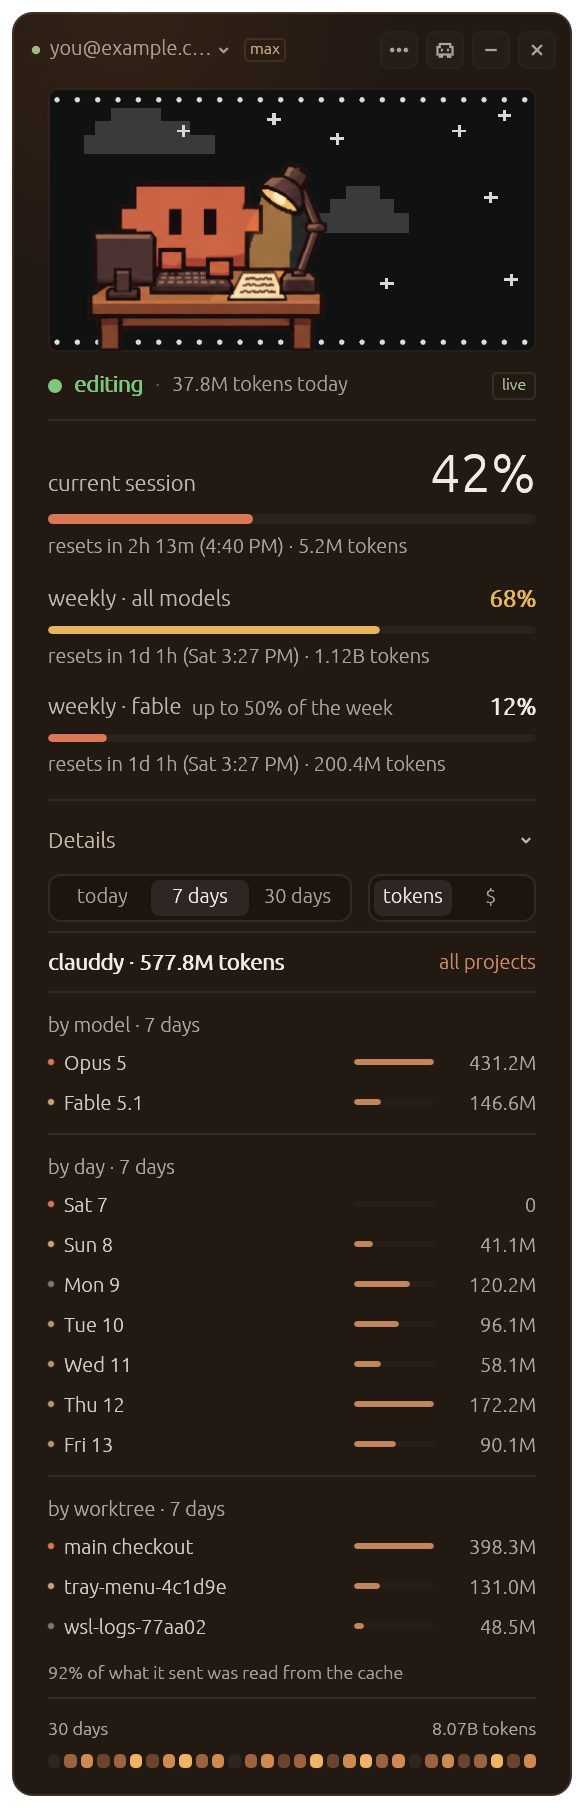 you@example.c... max
editing · 37.8M tokens today live
current session 42%
resets in 2h 13m (4:40 PM) · 5.2M tokens
weekly · all models 68%
resets in 1d 1h (Sat 3:27 PM) · 1.12B tokens
weekly · fable up to 50% of the week 12%
resets in 1d 1h (Sat 3:27 PM) · 200.4M tokens
Details
today 7 days 30 days tokens $
clauddy · 577.8M tokens all projects
by model · 7 days
Opus 5 431.2M
Fable 5.1 146.6M
by day · 7 days
Sat 7 0
Sun 8 41.1M
Mon 9 120.2M
Tue 10 96.1M
Wed 11 58.1M
Thu 12 172.2M
Fri 13 90.1M
by worktree · 7 days
main checkout 398.3M
tray-menu-4c1d9e 131.0M
wsl-logs-77aa02 48.5M
92% of what it sent was read from the cache
30 days 8.07B tokens